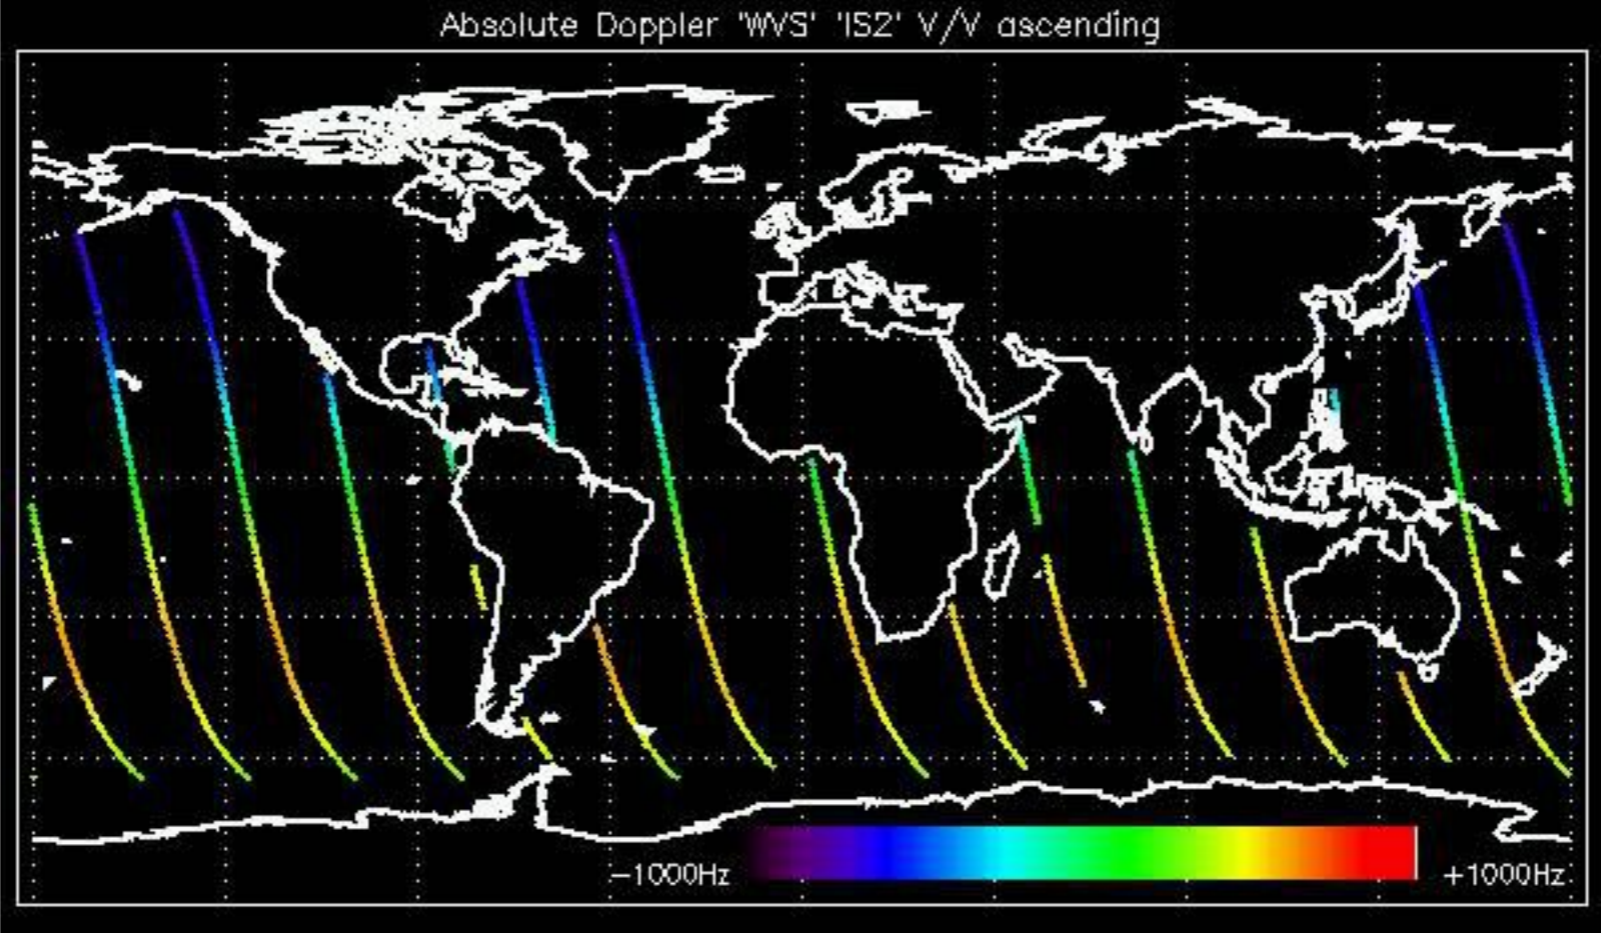 Absolute Doppler 'WVS' 'IS2' V/V ascending
-1000Hz +1000Hz